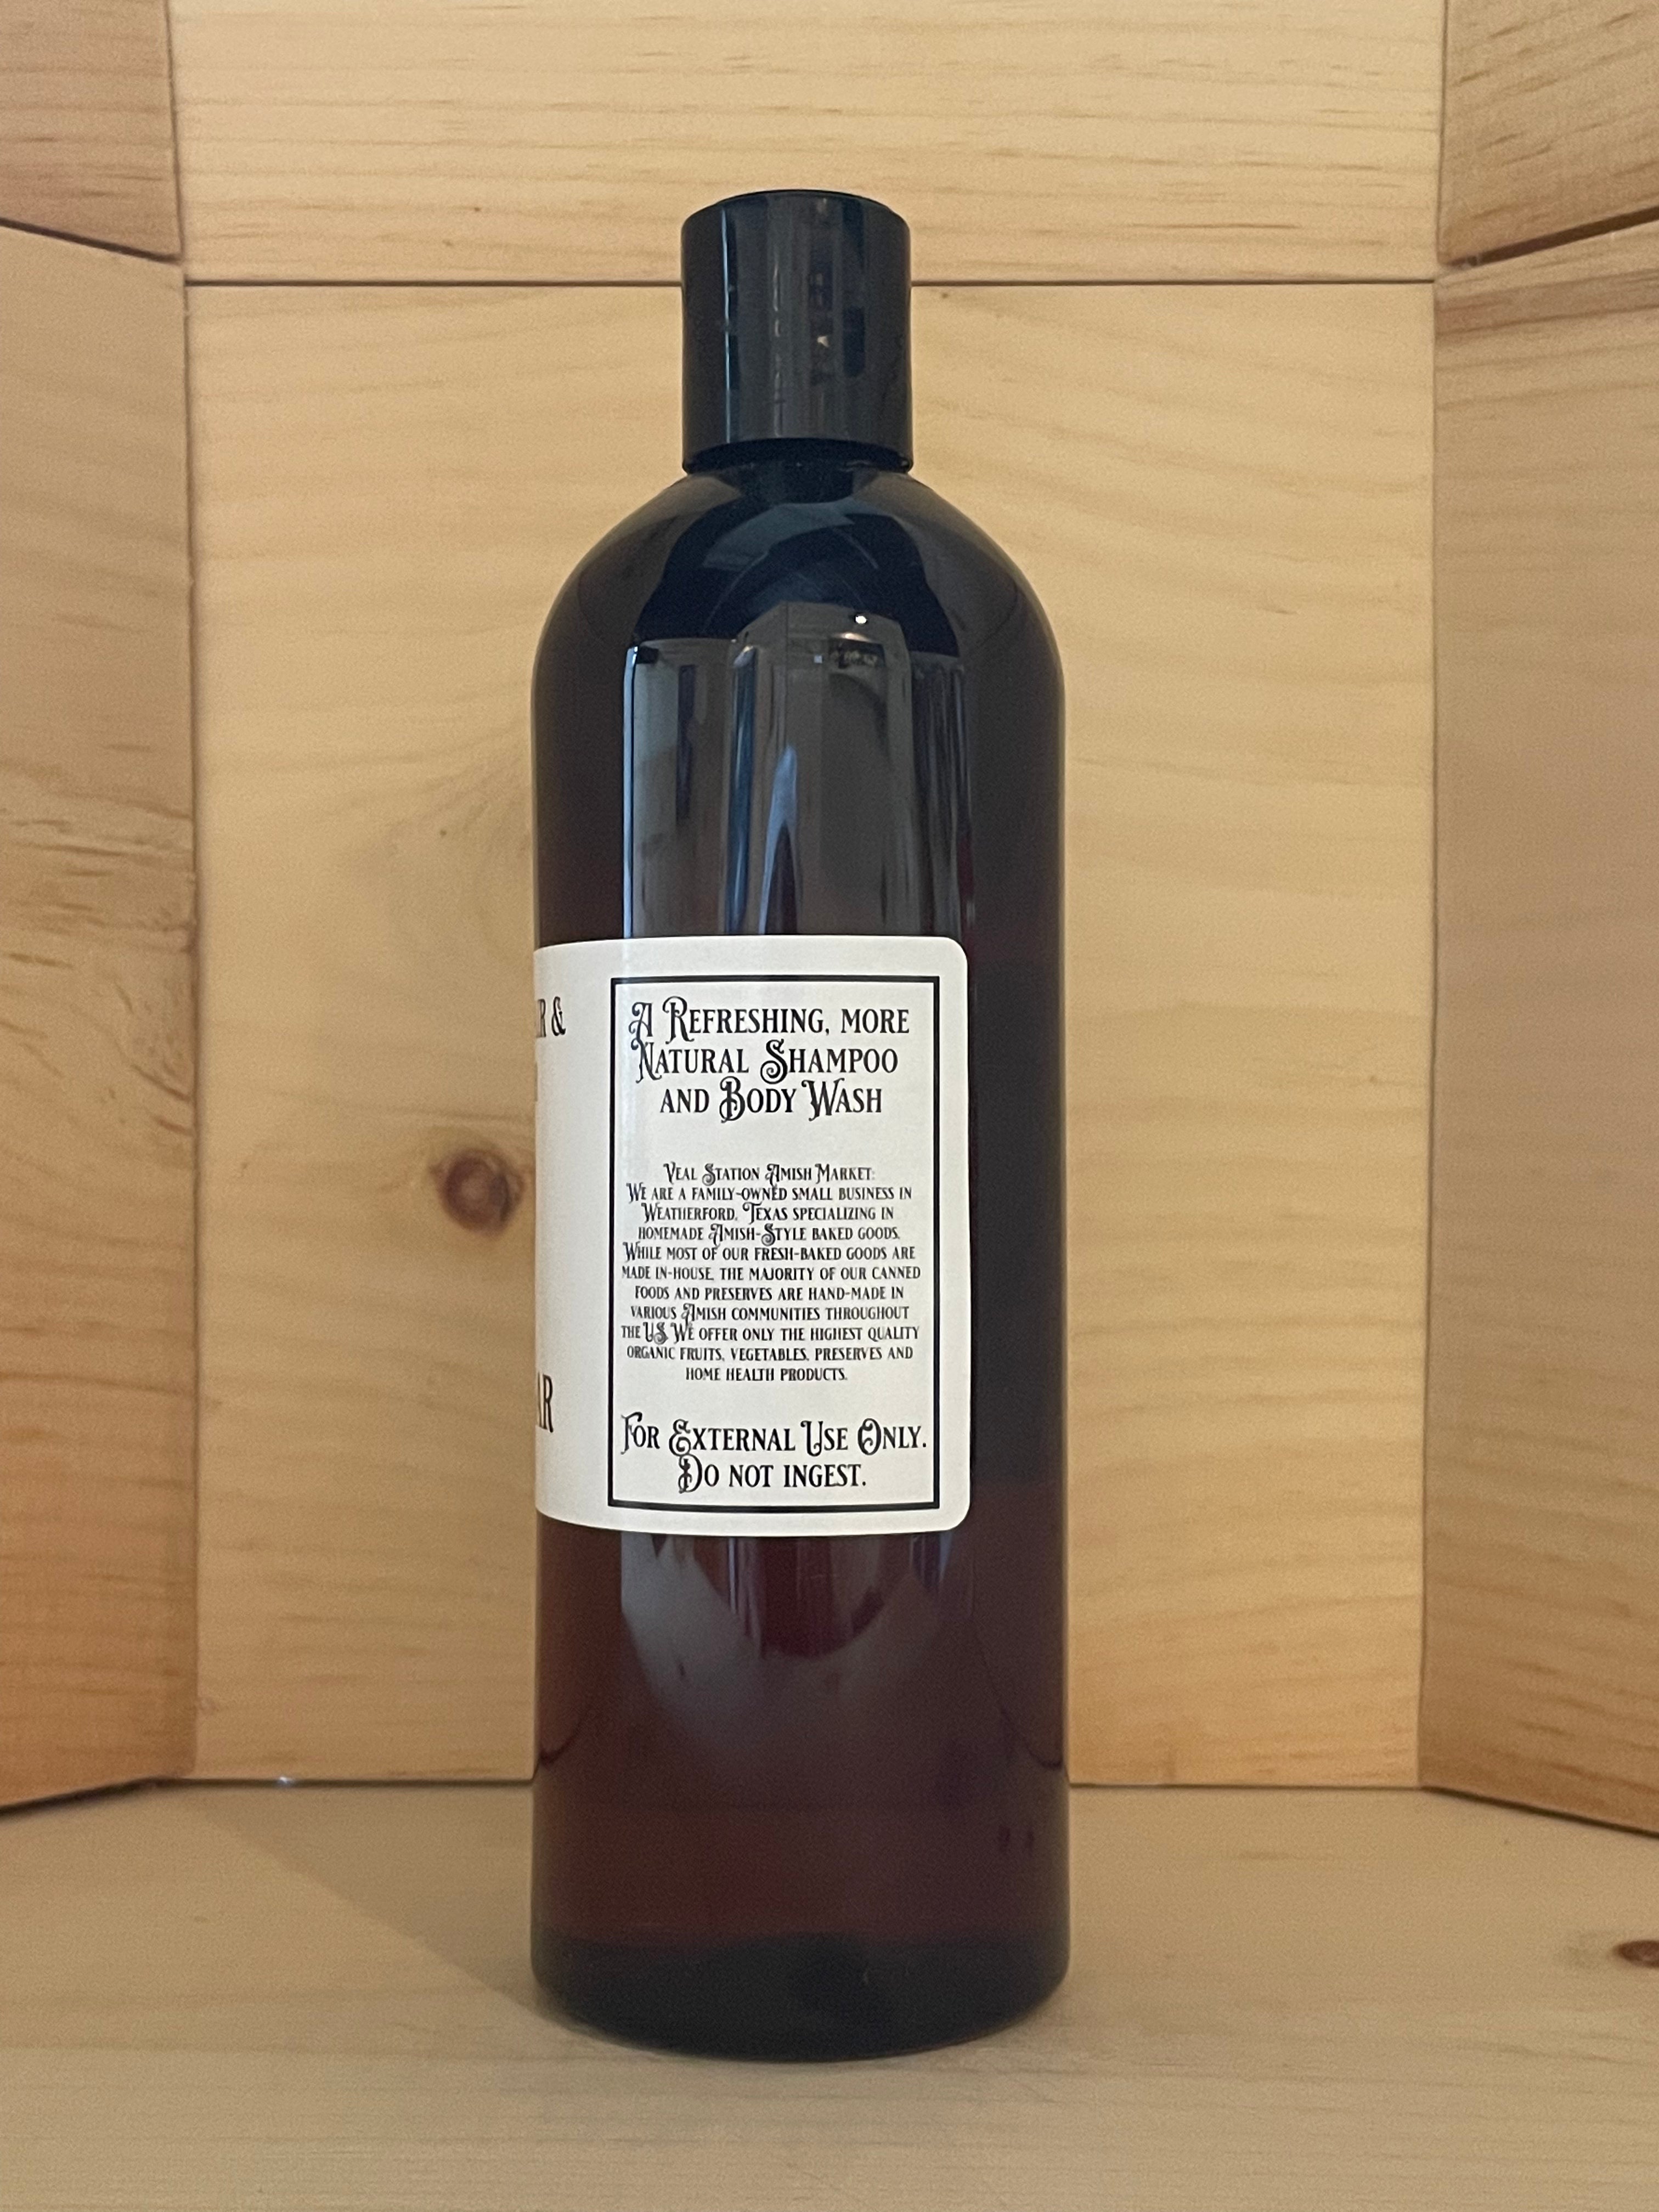 R &
AR
A Refreshing, more
Natural Shampoo
and Body Wash
Veal Station Amish Market:
We are a family-owned small business in
Weatherford, Texas specializing in
homemade Amish-Style baked goods.
While most of our fresh-baked goods are
made in-house, the majority of our canned
foods and preserves are hand-made in
various Amish communities throughout
the U.S. We offer only the highest quality
organic fruits, vegetables, preserves and
home health products.
For External Use Only.
Do not ingest.